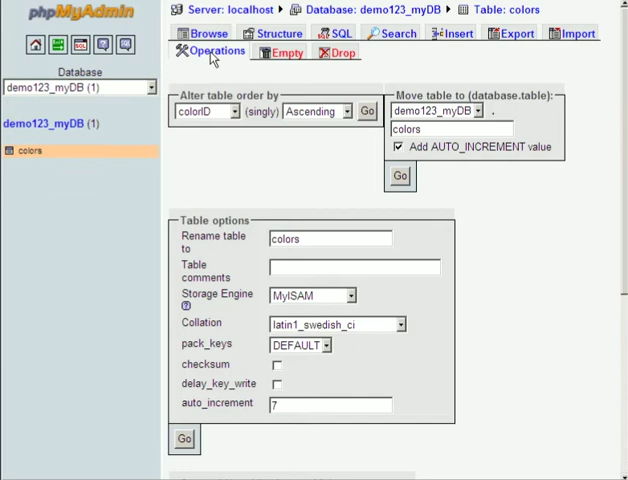 phpMyAdmin
Server: localhost Database: demo123_myDB Table: colors
Browse Structure SQL Search Insert Export Import
Operations Empty Drop
Database
demo123_myDB (1)
demo123_myDB (1)
colors
Alter table order by
colorID (singly) Ascending Go
Move table to (database.table):
demo123_myDB .
colors
Add AUTO_INCREMENT value
Go
Table options
Rename table
to
colors
Table
comments
Storage Engine
MyISAM
Collation latin1_swedish_ci
pack_keys DEFAULT
checksum
delay_key_write
auto_increment 7
Go